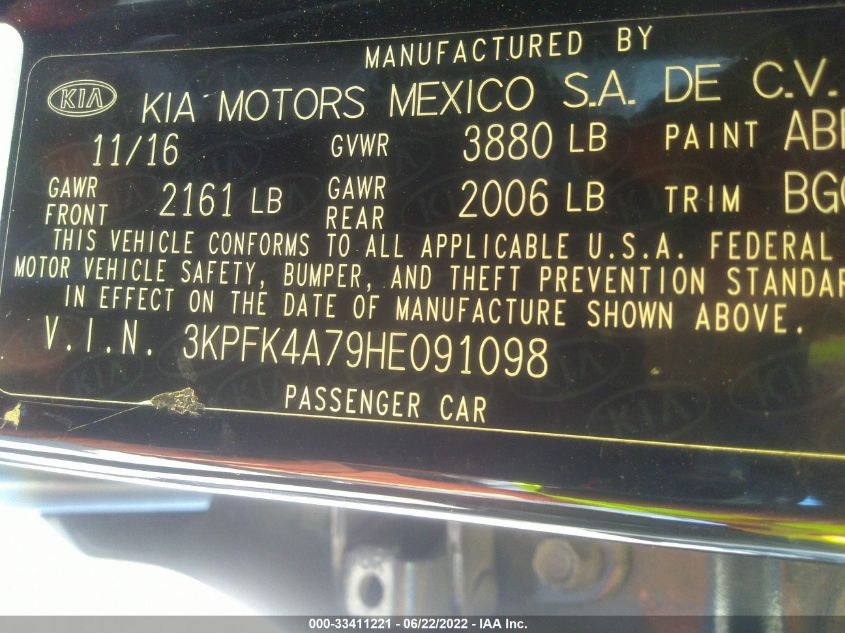 MANUFACTURED BY
KIA KIA MOTORS MEXICO S.A. DE C.V.
11/16 GVWR 3880 LB PAINT
GAWR FRONT 2161 LB GAWR REAR 2006 LB TRIM
THIS VEHICLE CONFORMS TO ALL APPLICABLE U.S.A. FEDERAL
MOTOR VEHICLE SAFETY, BUMPER, AND THEFT PREVENTION
IN EFFECT ON THE DATE OF MANUFACTURE SHOWN ABOVE.
V.I.N. 3KPFK4A79HE091098
PASSENGER CAR
000-33411221 - 06/22/2022 - IAA Inc.